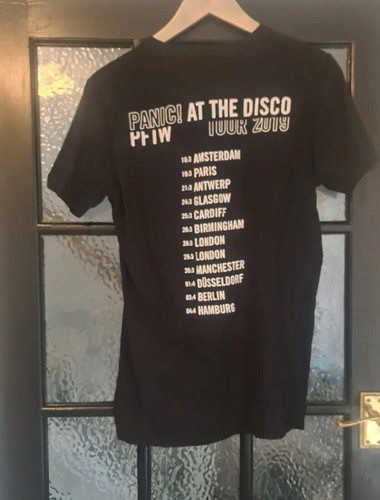 PANIC! AT THE DISCO
PFTW TOUR 2019
18:3 AMSTERDAM
19:3 PARIS
21:3 ANTWERP
24:3 GLASGOW
25:3 CARDIFF
26:3 BIRMINGHAM
28:3 LONDON
29:3 LONDON
30:3 MANCHESTER
01:4 DÜSSELDORF
03:4 BERLIN
04:4 HAMBURG